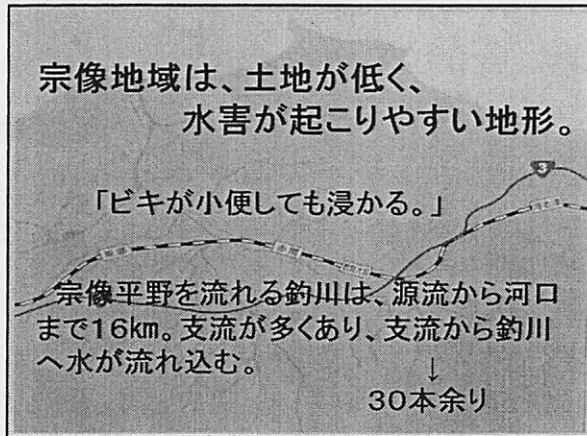 宗像地域は、土地が低く、
水害が起こりやすい地形。
3
「ビキが小便しても浸かる。」
宗像平野を流れる釣川は、源流から河口
まで16km。支流が多くあり、支流から釣川
へ水が流れ込む。
↓
30本余り